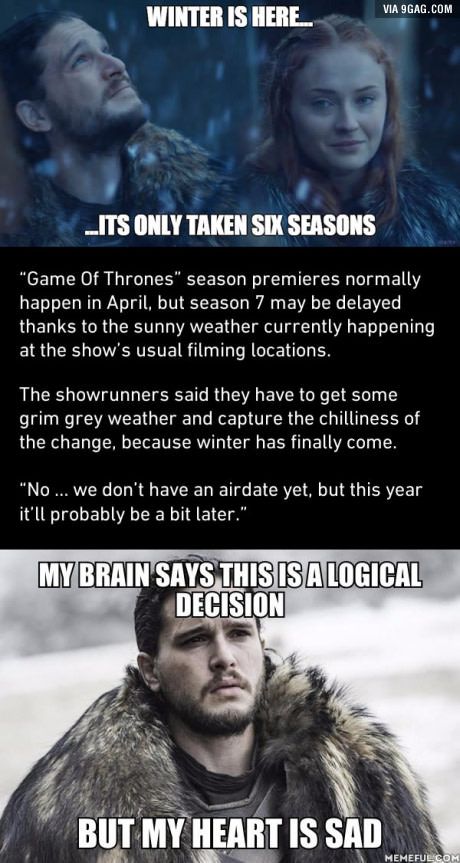 VIA 9GAG.COM
WINTER IS HERE...
...ITS ONLY TAKEN SIX SEASONS
“Game Of Thrones” season premieres normally
happen in April, but season 7 may be delayed
thanks to the sunny weather currently happening
at the show’s usual filming locations.
The showrunners said they have to get some
grim grey weather and capture the chilliness of
the change, because winter has finally come.
“No ... we don’t have an airdate yet, but this year
it’ll probably be a bit later.”
MY BRAIN SAYS THIS IS A LOGICAL
DECISION
BUT MY HEART IS SAD
MEMEFUL.COM